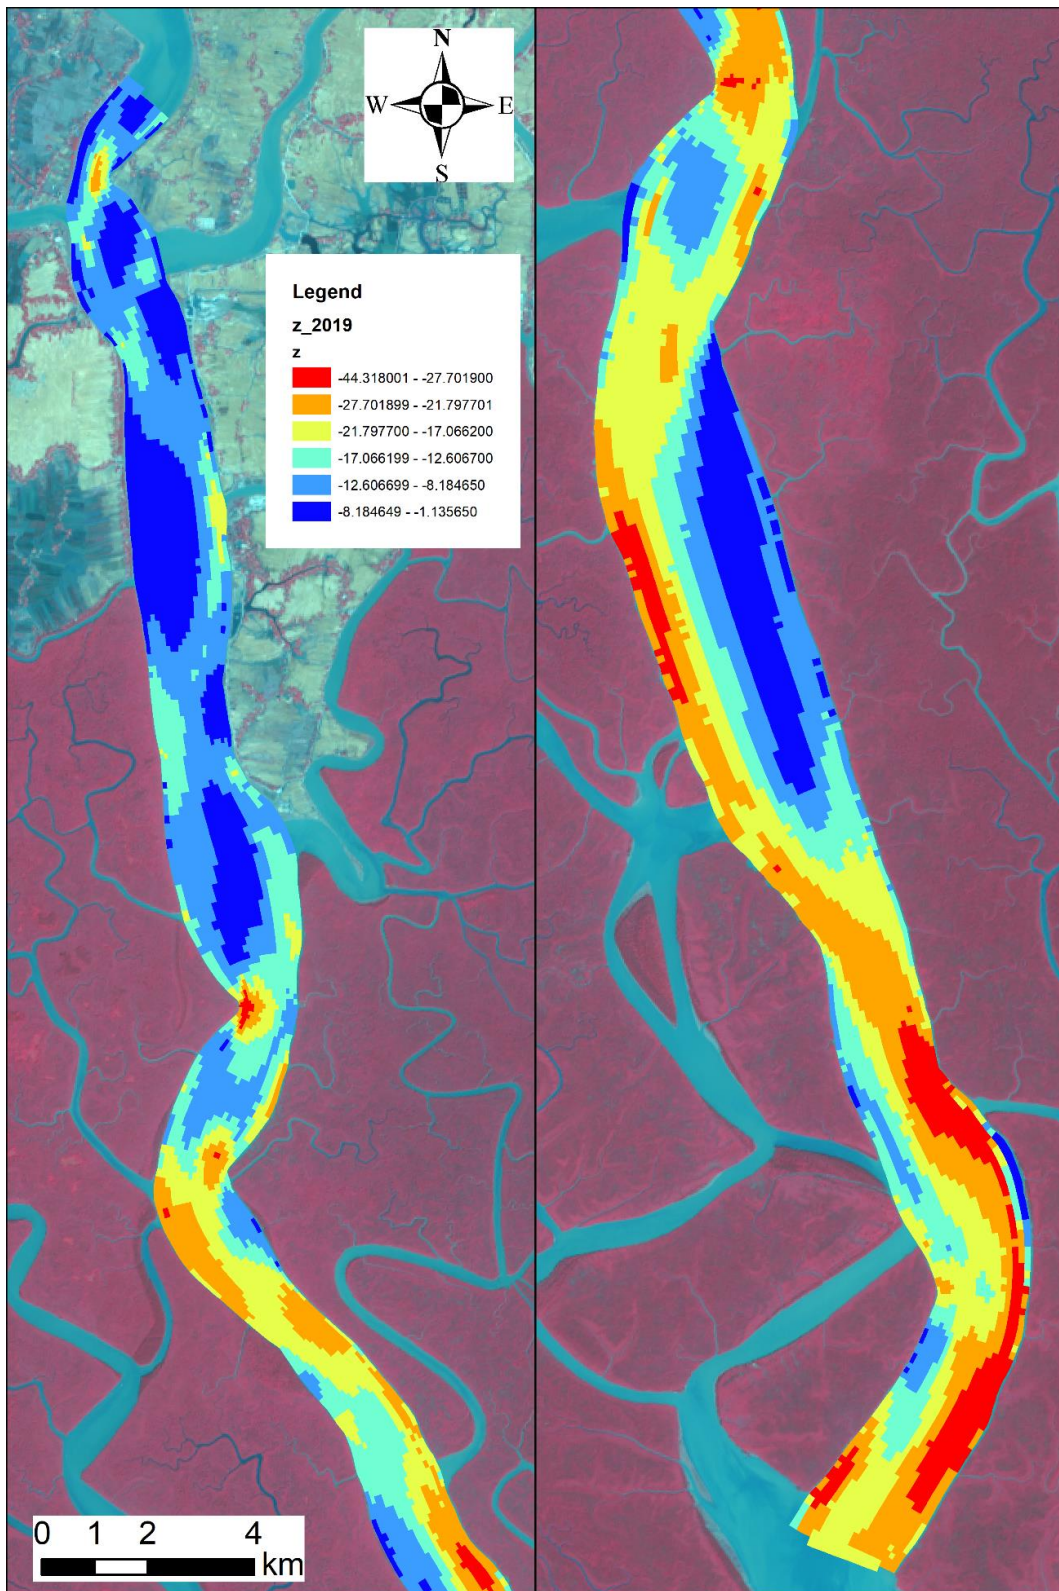 N
W E
S
Legend
z_2019
z
-44.318001 - -27.701900
-27.701899 - -21.797701
-21.797700 - -17.066200
-17.066199 - -12.606700
-12.606699 - -8.184650
-8.184649 - -1.135650
0 1 2 4
km